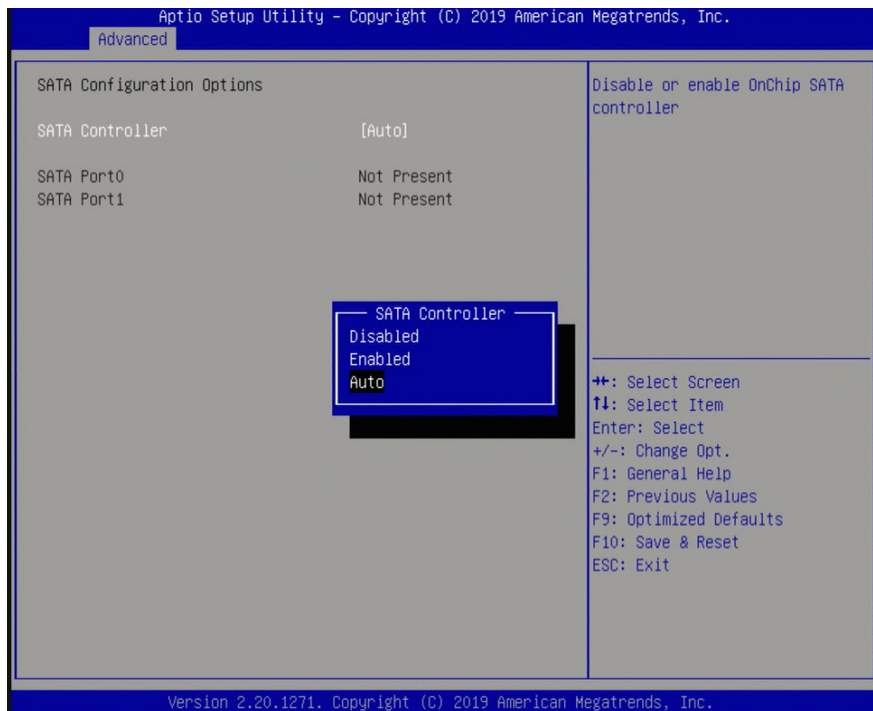 Aptio Setup Utility – Copyright (C) 2019 American Megatrends, Inc.
Advanced
SATA Configuration Options
SATA Controller [Auto]
SATA Port0 Not Present
SATA Port1 Not Present
SATA Controller
Disabled
Enabled
Auto
Disable or enable OnChip SATA
controller
→←: Select Screen
↑↓: Select Item
Enter: Select
+/-: Change Opt.
F1: General Help
F2: Previous Values
F9: Optimized Defaults
F10: Save & Reset
ESC: Exit
Version 2.20.1271. Copyright (C) 2019 American Megatrends, Inc.